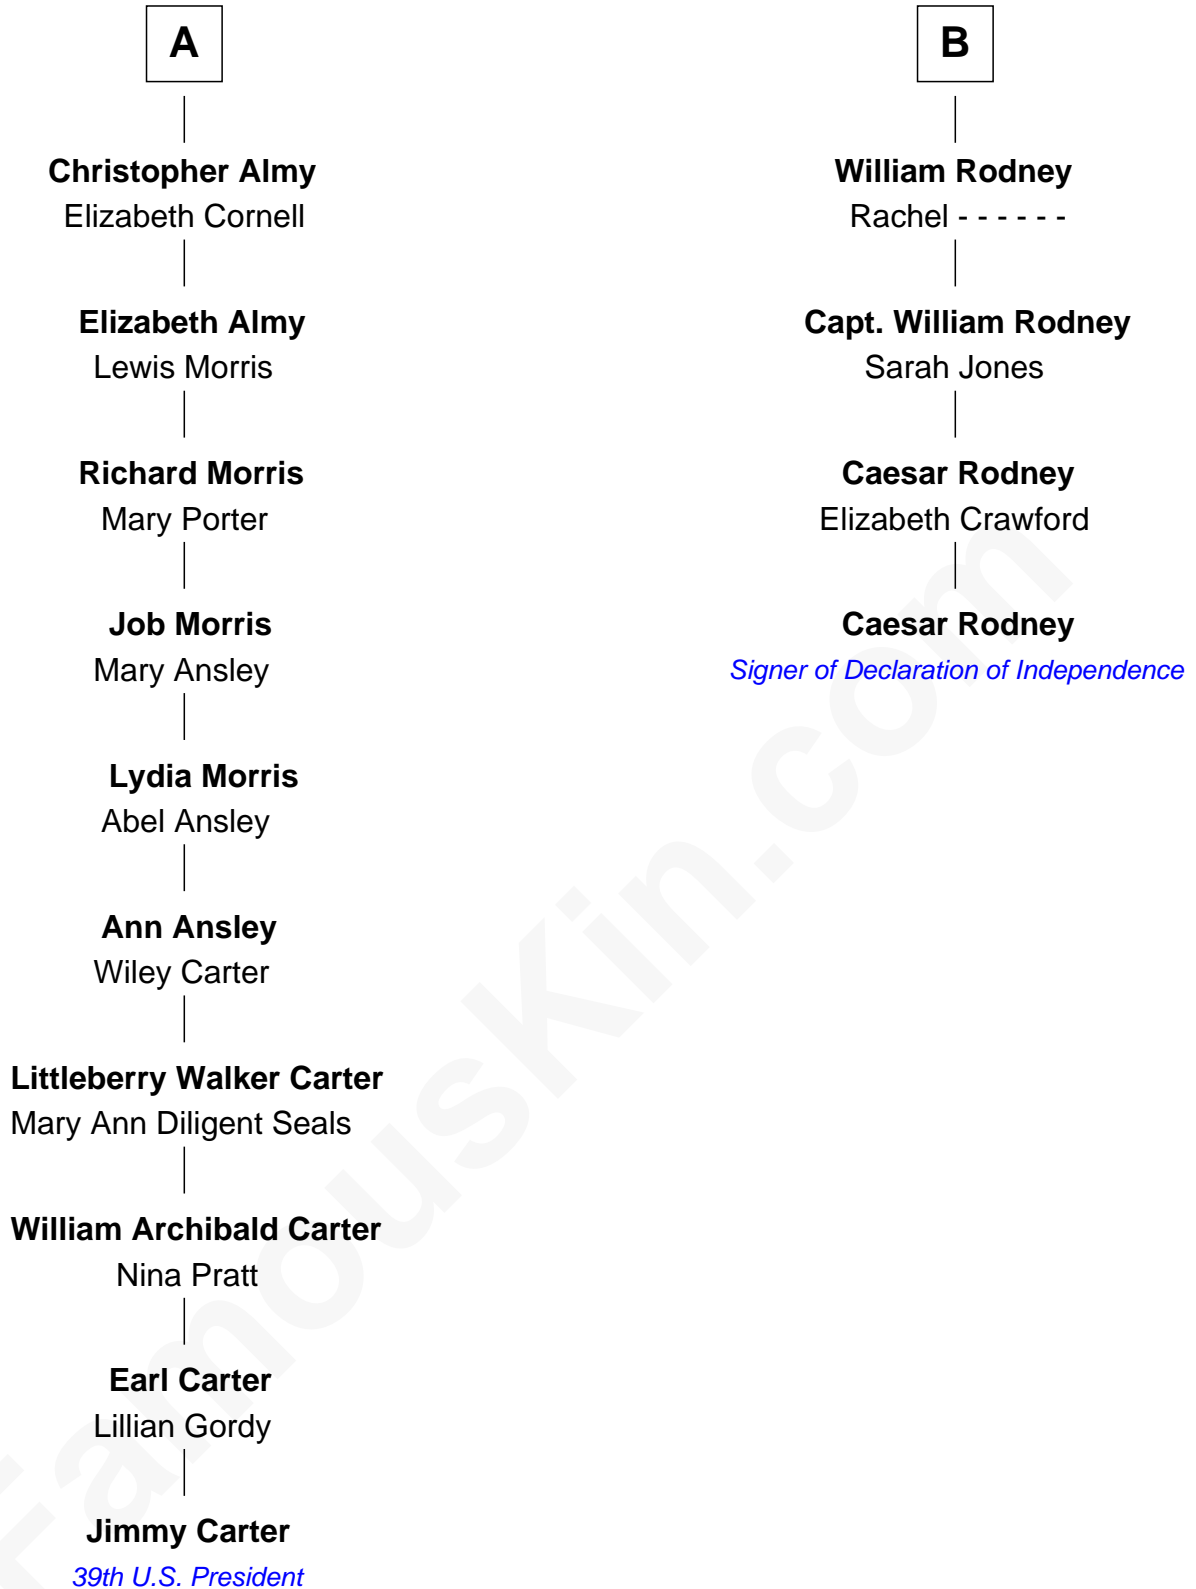 A
Christopher Almy
Elizabeth Cornell
Elizabeth Almy
Lewis Morris
Richard Morris
Mary Porter
Job Morris
Mary Ansley
Lydia Morris
Abel Ansley
Ann Ansley
Wiley Carter
Littleberry Walker Carter
Mary Ann Diligent Seals
William Archibald Carter
Nina Pratt
Earl Carter
Lillian Gordy
Jimmy Carter
39th U.S. President
B
William Rodney
Rachel - - - - - -
Capt. William Rodney
Sarah Jones
Caesar Rodney
Elizabeth Crawford
Caesar Rodney
Signer of Declaration of Independence
FamousKin.com